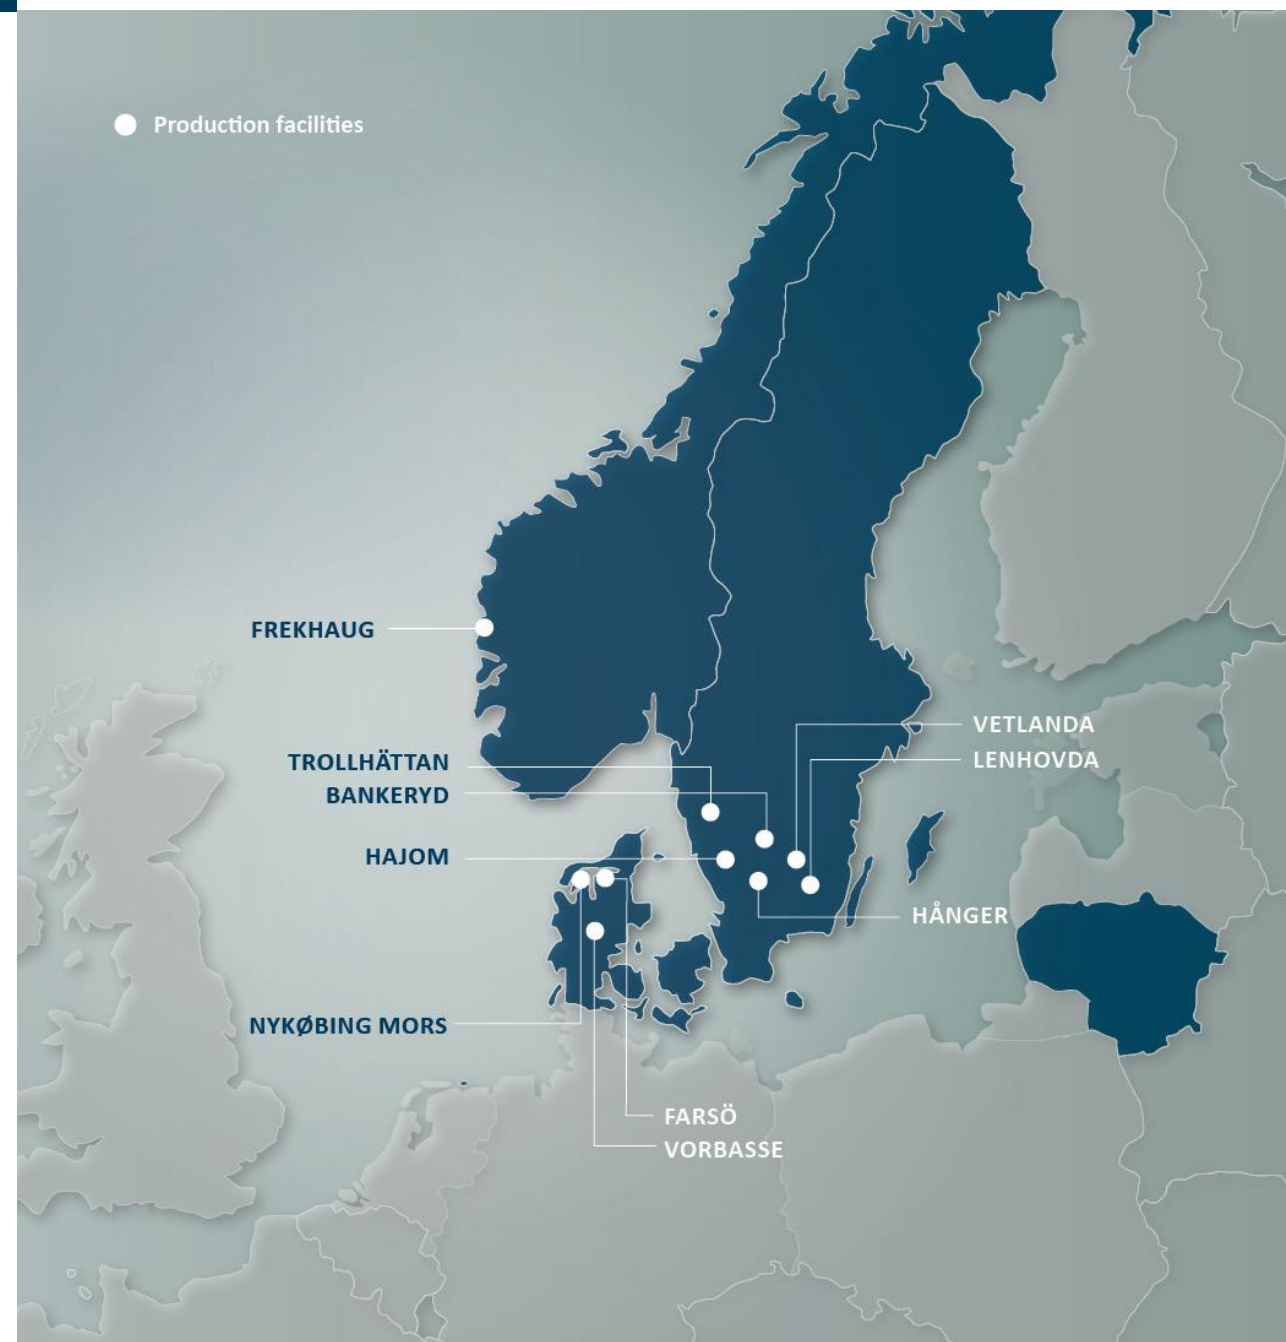 Production facilities
FREKHAUG
VETLANDA
TROLLHÄTTAN
LENHOVDA
BANKERYD
HAJOM
HÅNGER
NYKØBING MORS
FARSÖ
VORBASSE